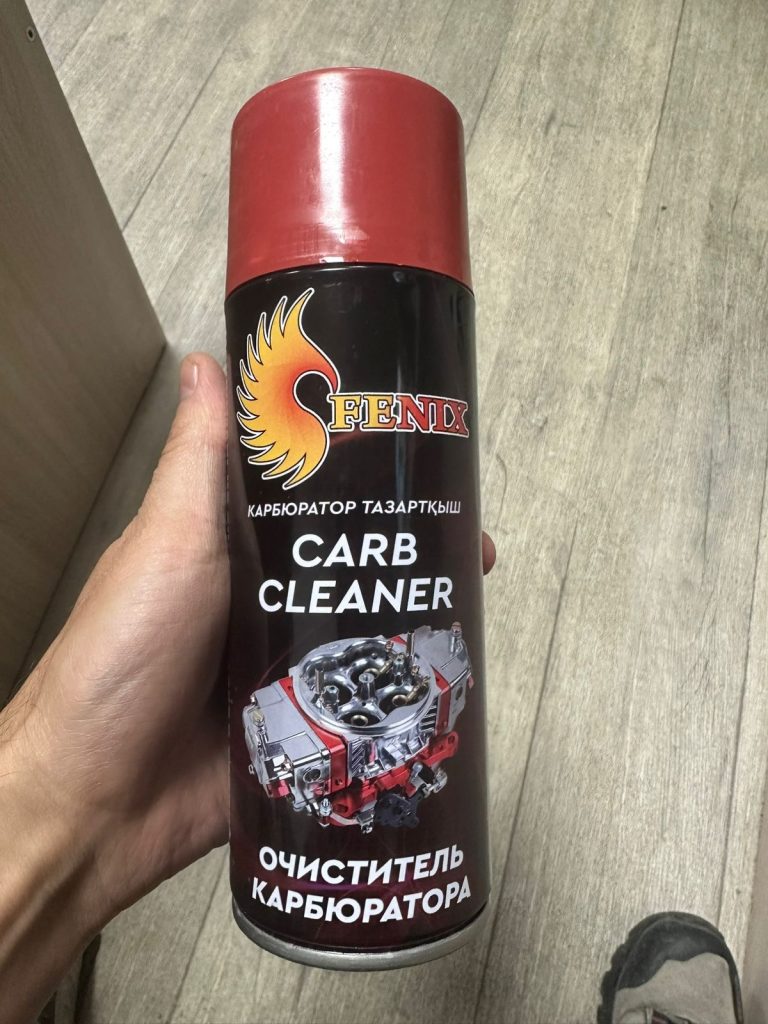 FENIX
КАРБЮРАТОР ТАЗАРТҚЫШ
CARB
CLEANER
ОЧИСТИТЕЛЬ
КАРБЮРАТОРА